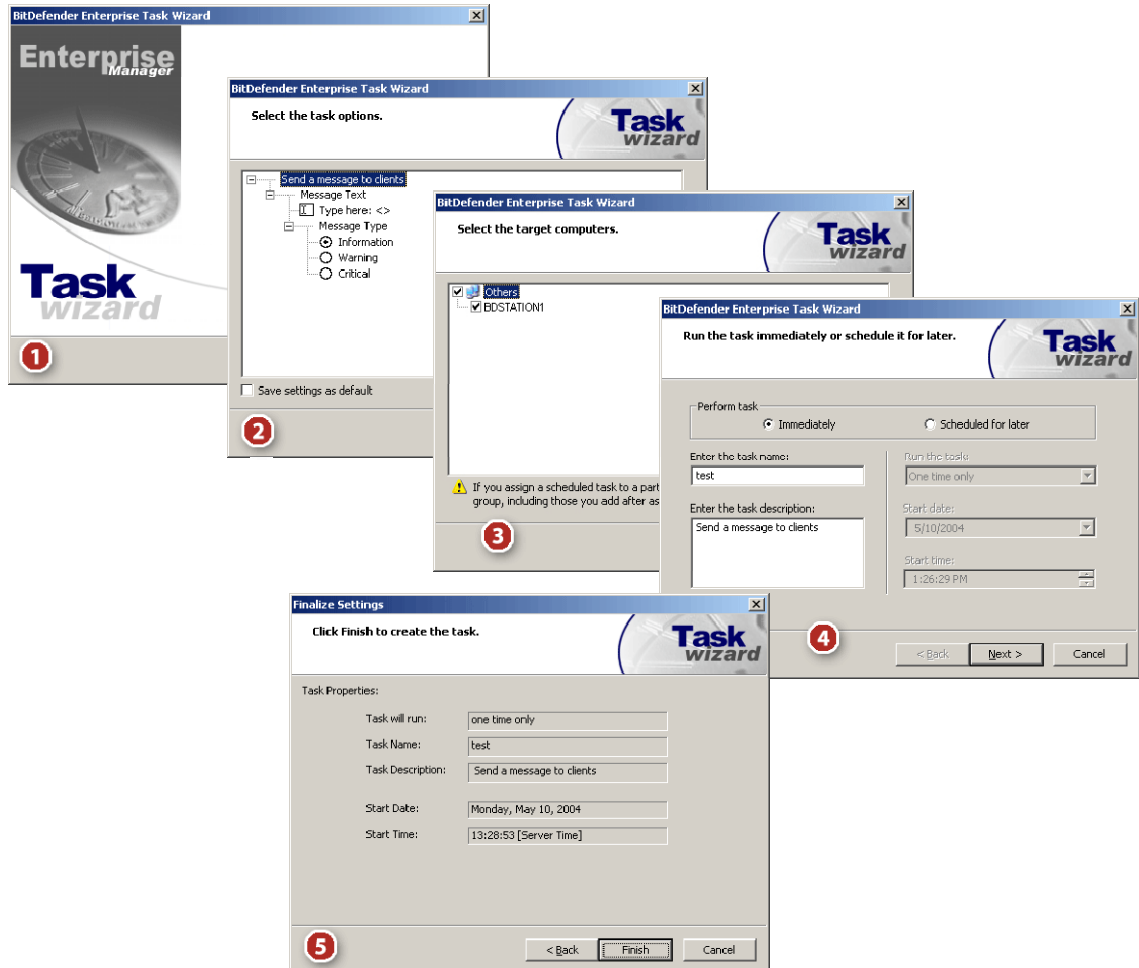 BitDefender Enterprise Task Wizard
Enterprise
Manager
Task
wizard
1
BitDefender Enterprise Task Wizard
Select the task options.
Task
wizard
Send a message to clients
Message Text
Type here: <>
Message Type
Information
Warning
Critical
Save settings as default
2
BitDefender Enterprise Task Wizard
Select the target computers.
Task
wizard
Others
BDSTATION1
If you assign a scheduled task to a part
group, including those you add after as
3
BitDefender Enterprise Task Wizard
Run the task immediately or schedule it for later.
Task
wizard
Perform task
Immediately
Scheduled for later
Enter the task name:
test
Enter the task description:
Send a message to clients
Run the task:
One time only
Start date:
5/10/2004
Start time:
1:26:29 PM
4
< Back
Next >
Cancel
Finalize Settings
Click Finish to create the task.
Task
wizard
Task Properties:
Task will run: one time only
Task Name: test
Task Description: Send a message to clients
Start Date: Monday, May 10, 2004
Start Time: 13:28:53 [Server Time]
5
< Back
Finish
Cancel